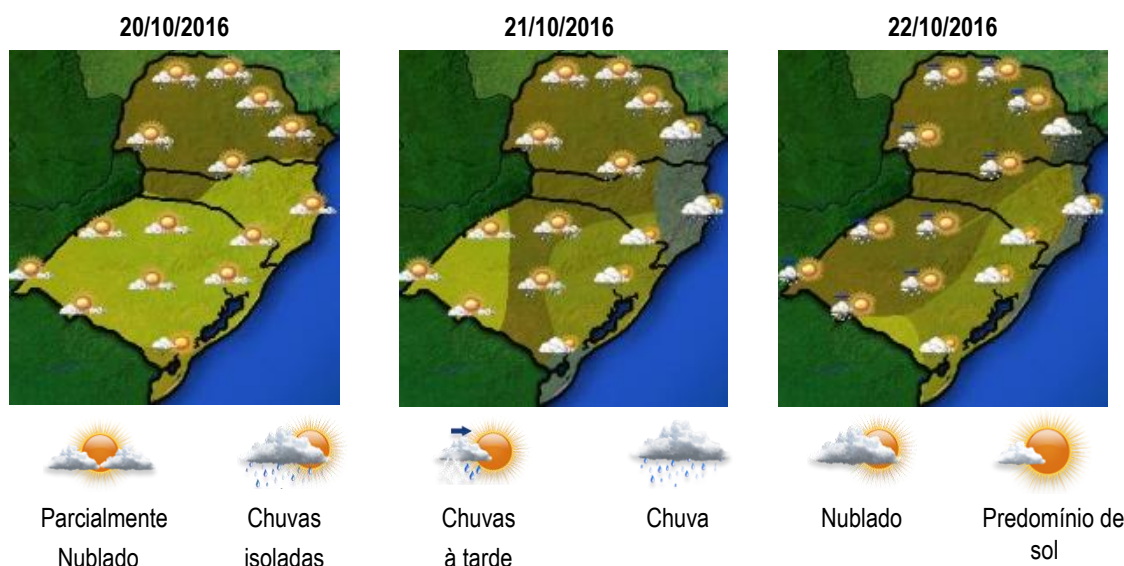 20/10/2016
21/10/2016
22/10/2016
Parcialmente
Nublado
Chuvas
isoladas
Chuvas
à tarde
Chuva
Nublado
Predomínio de
sol